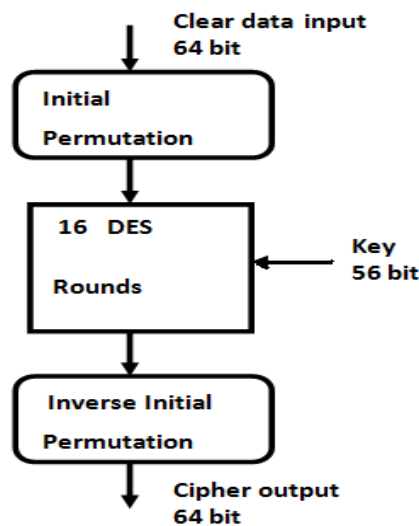 Clear data input
64 bit
Initial
Permutation
16 DES
Rounds
Key
56 bit
Inverse Initial
Permutation
Cipher output
64 bit